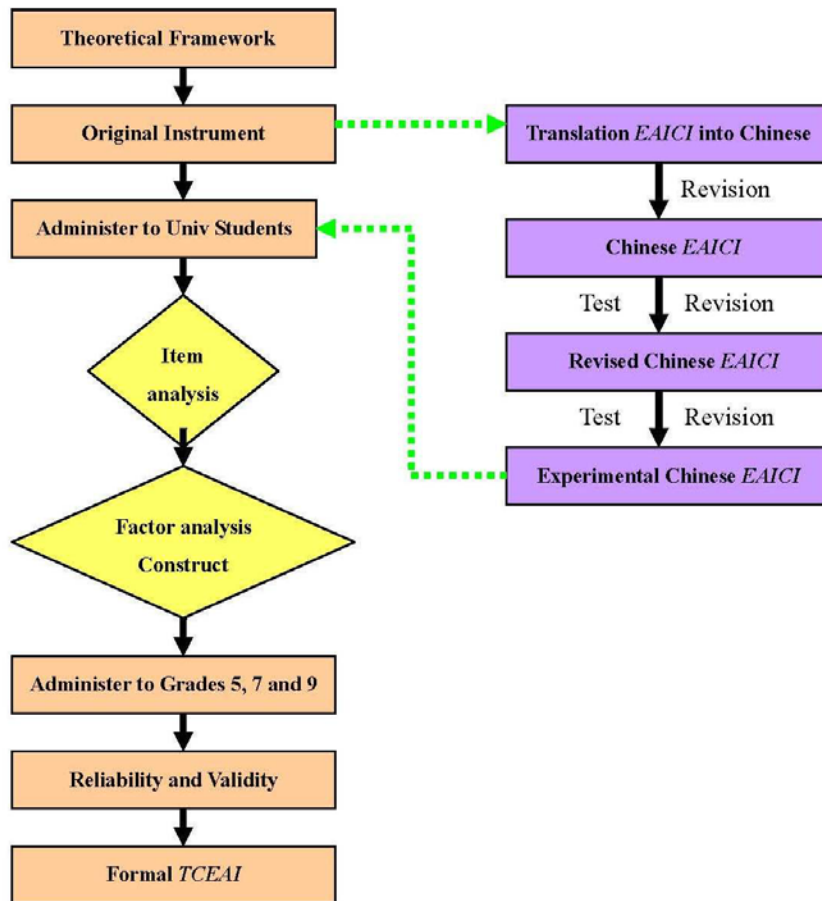 Theoretical Framework
Original Instrument
Administer to Univ Students
Item
analysis
Factor analysis
Construct
Administer to Grades 5, 7 and 9
Reliability and Validity
Formal TCEAI
Translation EAICI into Chinese
Revision
Chinese EAICI
Test Revision
Revised Chinese EAICI
Test Revision
Experimental Chinese EAICI